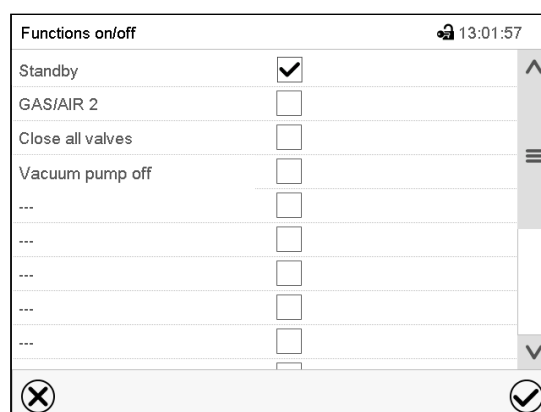 Functions on/off 13:01:57
Standby
GAS/AIR 2
Close all valves
Vacuum pump off
---
---
---
---
---